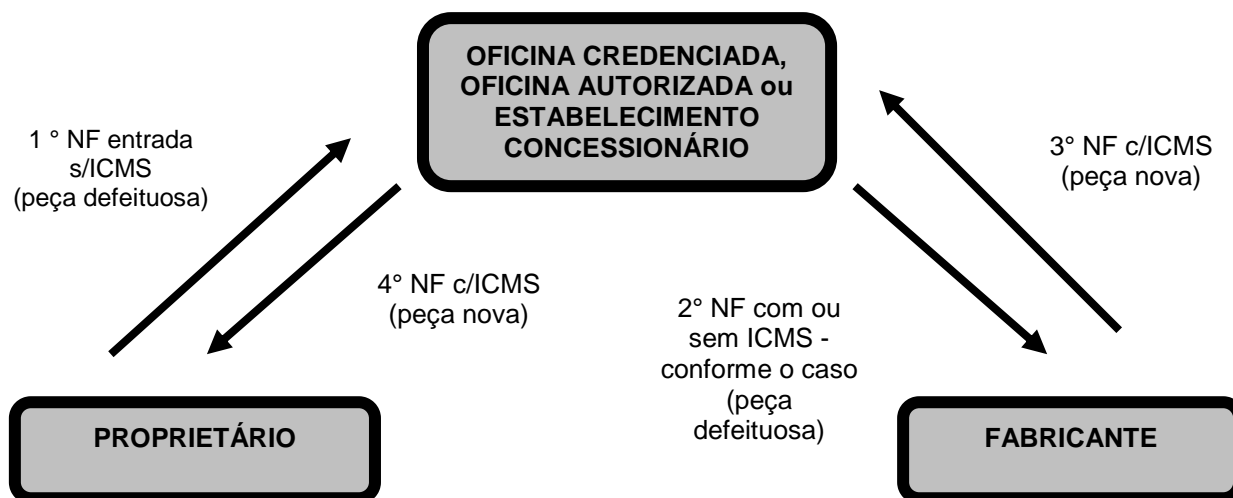 OFICINA CREDENCIADA,
OFICINA AUTORIZADA ou
ESTABELECIMENTO
CONCESSIONÁRIO
1 ° NF entrada
s/ICMS
(peça defeituosa)
3° NF c/ICMS
(peça nova)
4° NF c/ICMS
(peça nova)
2° NF com ou
sem ICMS -
conforme o caso
(peça
defeituosa)
PROPRIETÁRIO
FABRICANTE